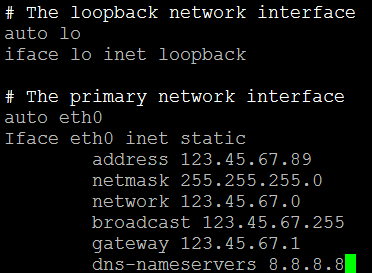 # The loopback network interface
auto lo
iface lo inet loopback
# The primary network interface
auto eth0
Iface eth0 inet static
address 123.45.67.89
netmask 255.255.255.0
network 123.45.67.0
broadcast 123.45.67.255
gateway 123.45.67.1
dns-nameservers 8.8.8.8